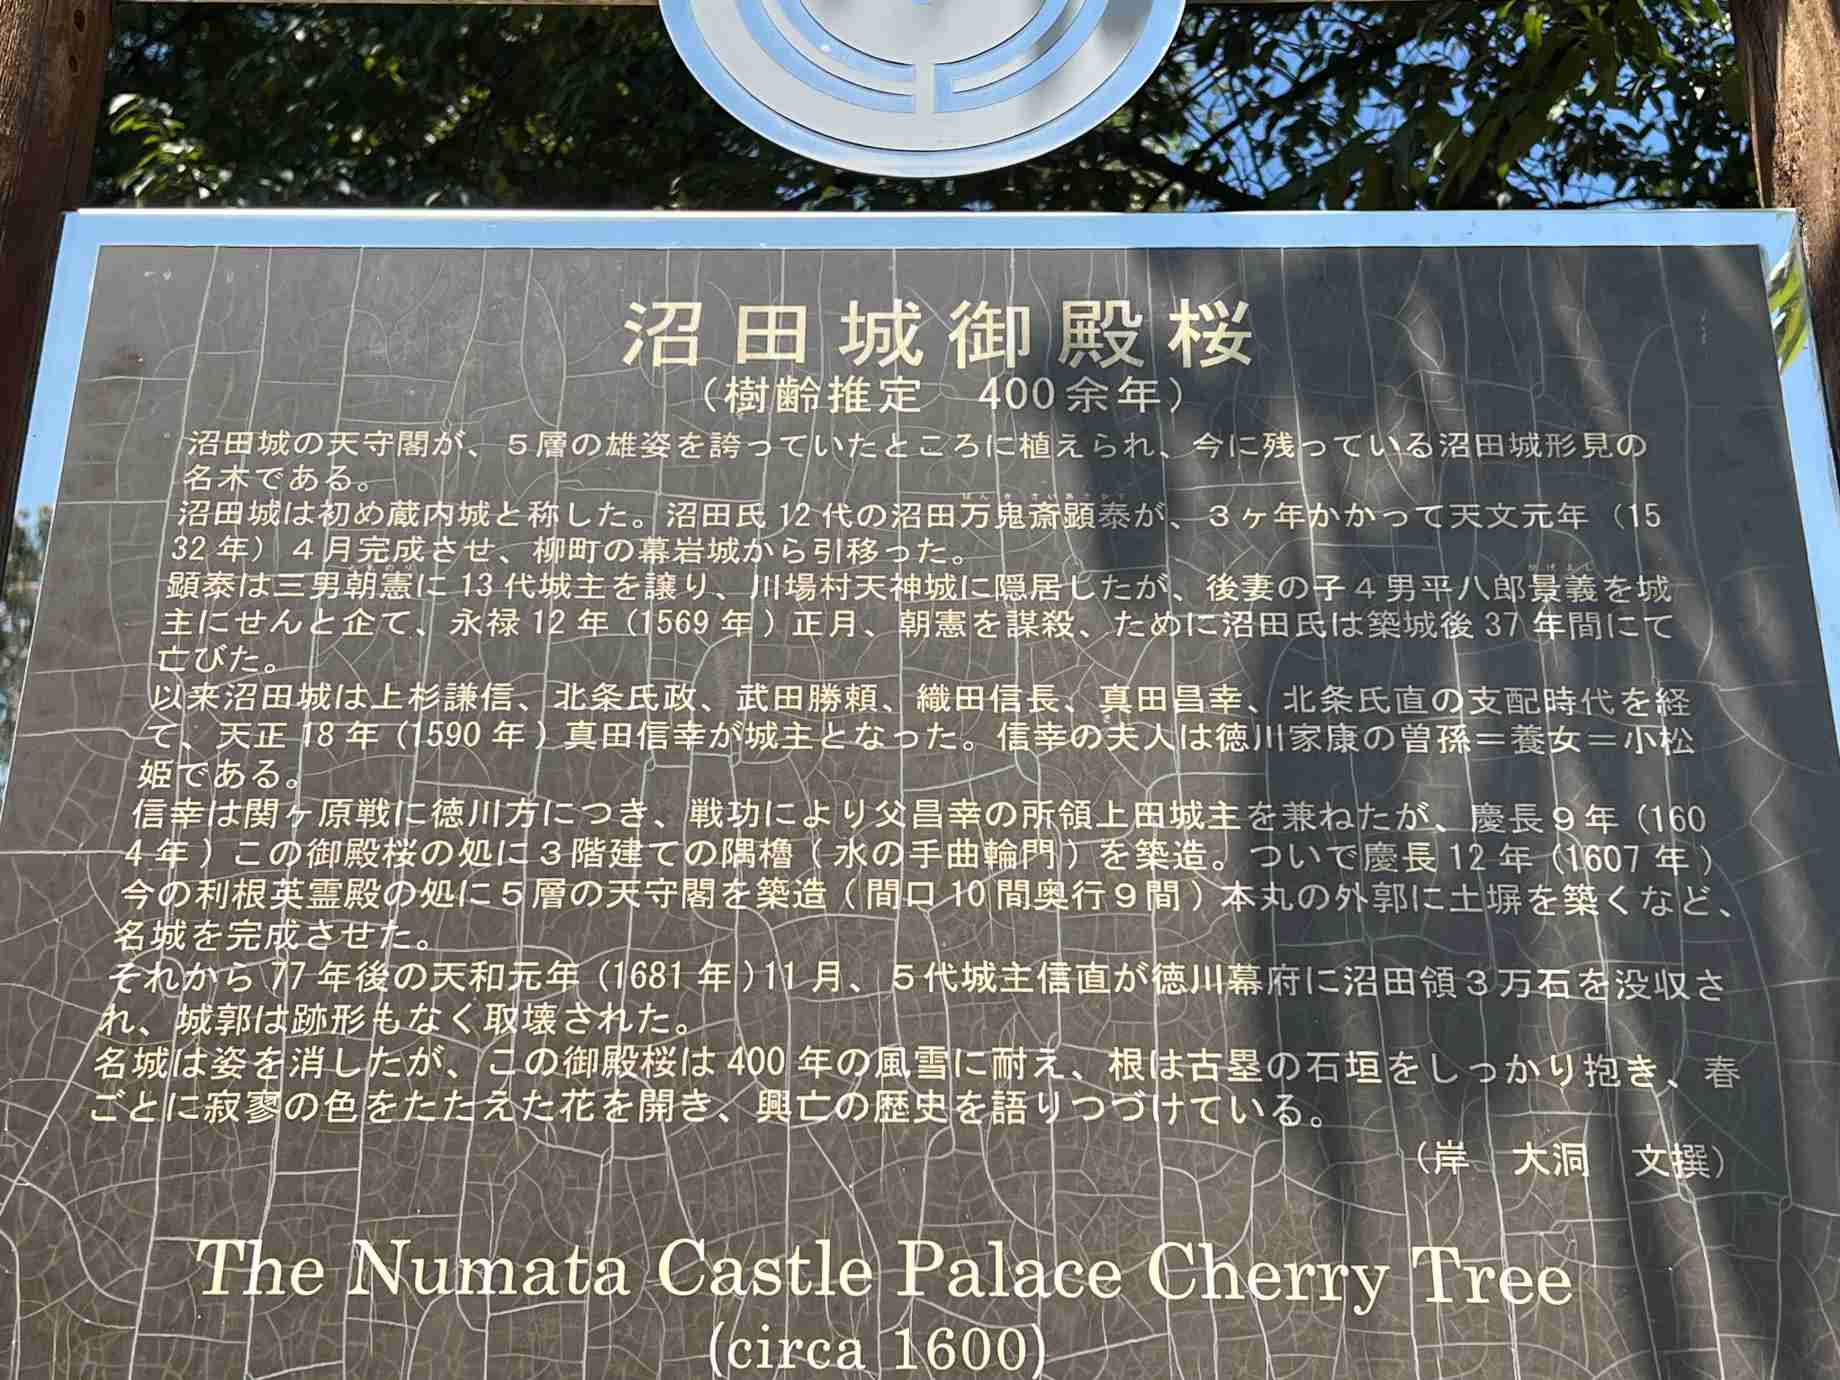 沼田城御殿桜
（樹齢推定　400余年）
沼田城の天守閣が、５層の雄姿を誇っていたところに植えられ、今に残っている沼田城形見の
名木である。
沼田城は初め蔵内城と称した。沼田氏12代の沼田万鬼斎顕泰が、３ヶ年かかって天文元年（15
32年）４月完成させ、柳町の幕岩城から引移った。
顕泰は三男朝憲に13代城主を譲り、川場村天神城に隠居したが、後妻の子４男平八郎景義を城
主にせんと企て、永禄12年(1569年)正月、朝憲を謀殺、ために沼田氏は築城後37年間にて
亡びた。
以来沼田城は上杉謙信、北条氏政、武田勝頼、織田信長、真田昌幸、北条氏直の支配時代を経
て、天正18年(1590年)真田信幸が城主となった。信幸の夫人は徳川家康の曽孫＝養女＝小松
姫である。
信幸は関ヶ原戦に徳川方につき、戦功により父昌幸の所領上田城主を兼ねたが、慶長９年(160
4年)この御殿桜の処に３階建ての隅櫓(水の手曲輪門)を築造。ついで慶長12年(1607年)
今の利根英霊殿の処に５層の天守閣を築造(間口10間奥行９間)本丸の外郭に土塀を築くなど、
名城を完成させた。
それから77年後の天和元年(1681年)11月、５代城主信直が徳川幕府に沼田領３万石を没収さ
れ、城郭は跡形もなく取壊された。
名城は姿を消したが、この御殿桜は400年の風雪に耐え、根は古塁の石垣をしっかり抱き、春
ごとに寂寥の色をたたえた花を開き、興亡の歴史を語りつづけている。
（岸　大洞　文撰）
The Numata Castle Palace Cherry Tree
(circa 1600)